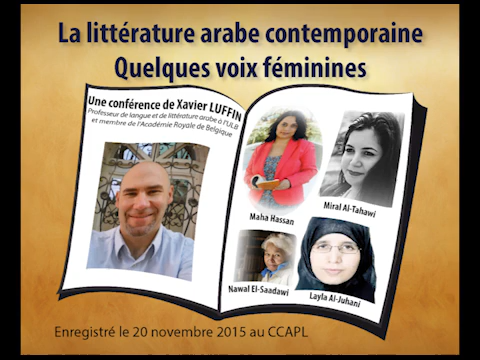 La littérature arabe contemporaine
Quelques voix féminines
Une conférence de Xavier LUFFIN
Professeur de langue et de littérature arabe à l'ULB
et membre de l'Académie Royale de Belgique
Maha Hassan
Miral Al-Tahawi
Nawal El-Saadawi
Layla Al-Juhani
Enregistré le 20 novembre 2015 au CCAPL